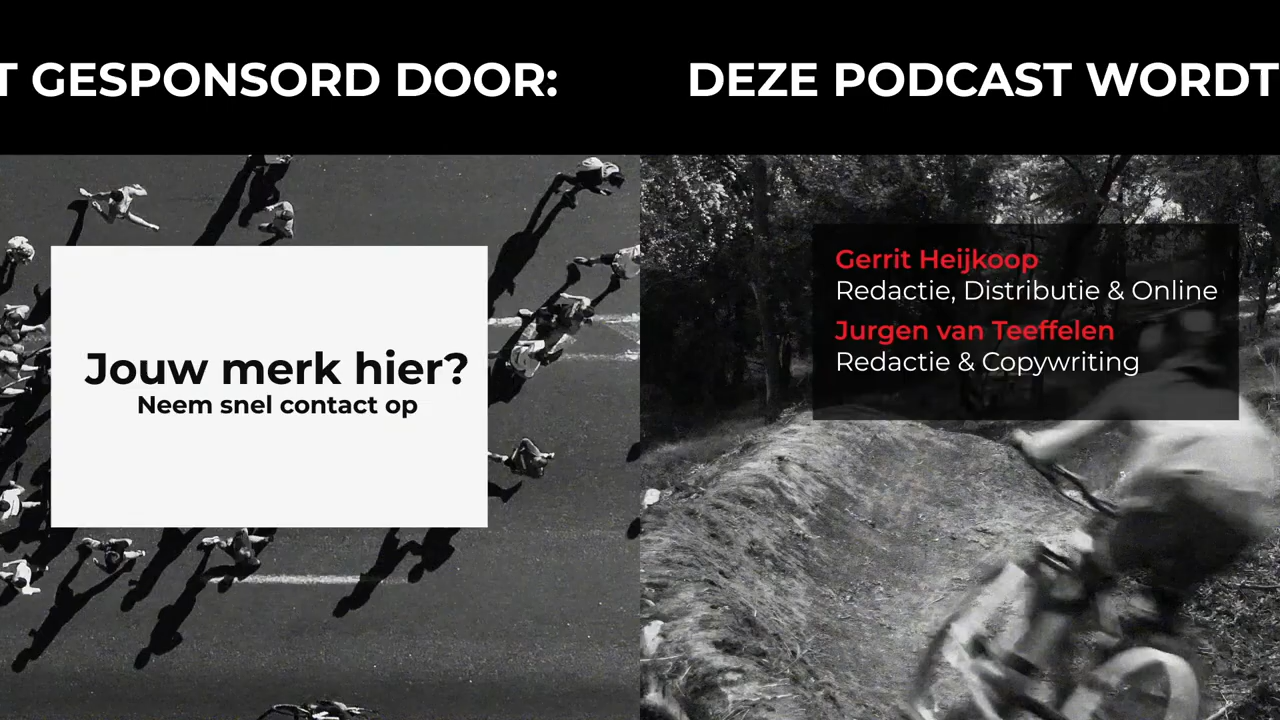 T GESPONSORD DOOR:
DEZE PODCAST WORDT
Jouw merk hier?
Neem snel contact op
Gerrit Heijkoop
Redactie, Distributie & Online
Jurgen van Teeffelen
Redactie & Copywriting